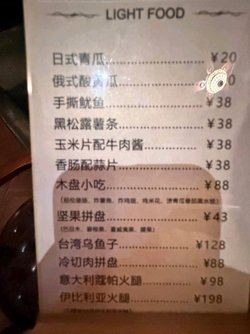 LIGHT FOOD
日式青瓜 ¥20
俄式酸黄瓜 0
手撕鱿鱼 ¥38
黑松露薯条 ¥38
玉米片配牛肉酱 ¥38
香肠配蒜片 ¥38
木盘小吃 ¥88
坚果拼盘 ¥43
台湾乌鱼子 ¥128
冷切肉拼盘 ¥88
意大利蔻帕火腿 ¥98
伊比利亚火腿 ¥198